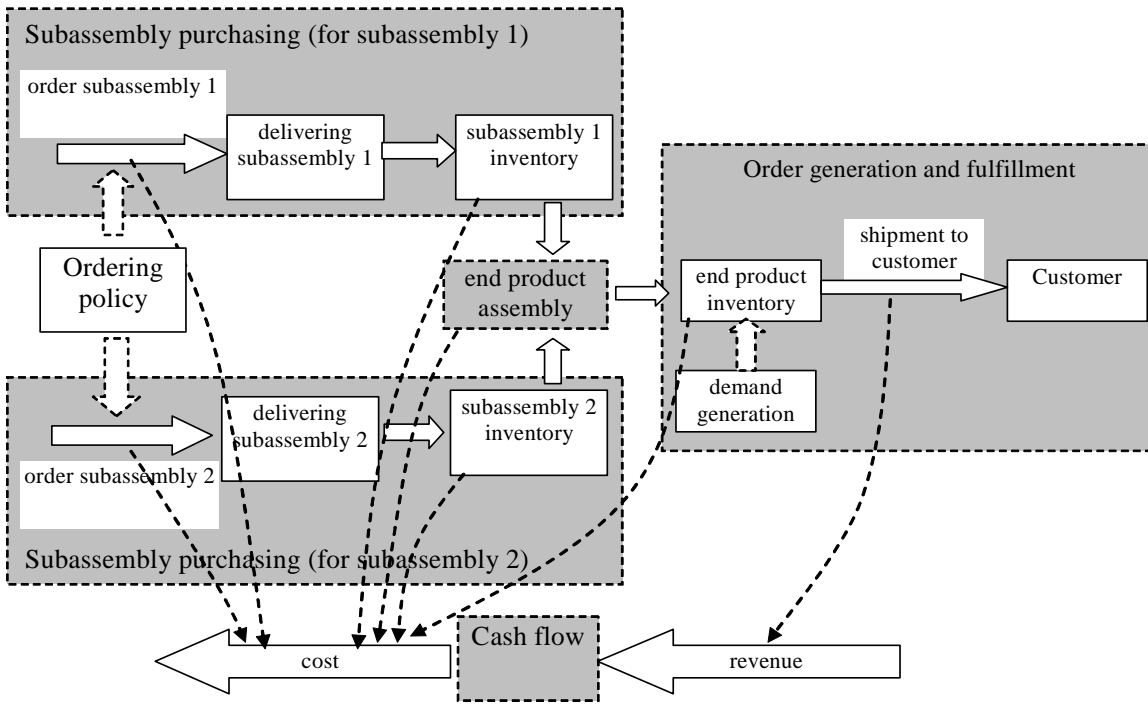 Subassembly purchasing (for subassembly 1)
order subassembly 1
delivering
subassembly 1
subassembly 1
inventory
Order generation and fulfillment
shipment to
customer
Ordering
policy
end product
assembly
end product
inventory
Customer
demand
generation
delivering
subassembly 2
subassembly 2
inventory
order subassembly 2
Subassembly purchasing (for subassembly 2)
Cash flow
cost
revenue